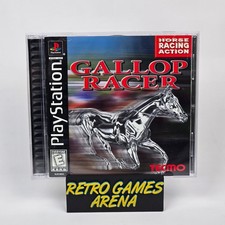 PlayStation
HORSE
RACING
ACTION
GALLOP
RACER
E
TECMO
RETRO GAMES
ARENA